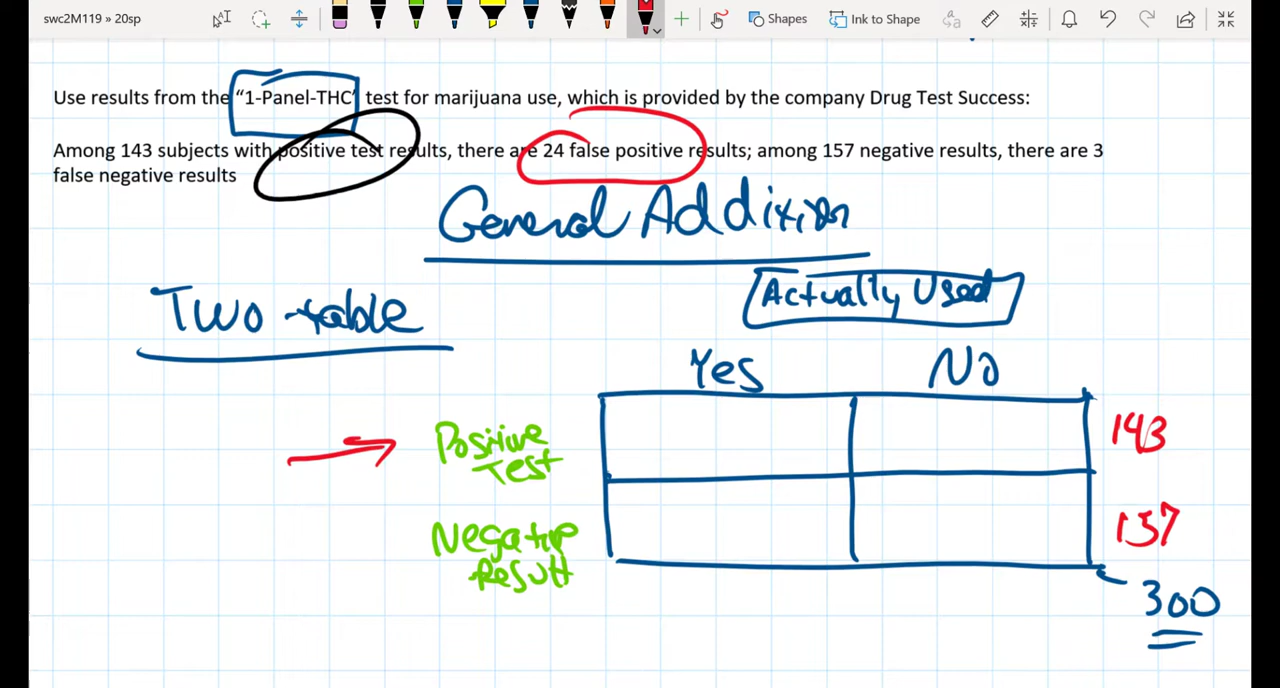 swc2M119 » 20sp
Shapes
Ink to Shape
Use results from the "1-Panel-THC" test for marijuana use, which is provided by the company Drug Test Success:
Among 143 subjects with positive test results, there are 24 false positive results; among 157 negative results, there are 3
false negative results
General Addition
Two table
Actually Used
Yes No
Positive
Test
143
Negative
Result
157
300